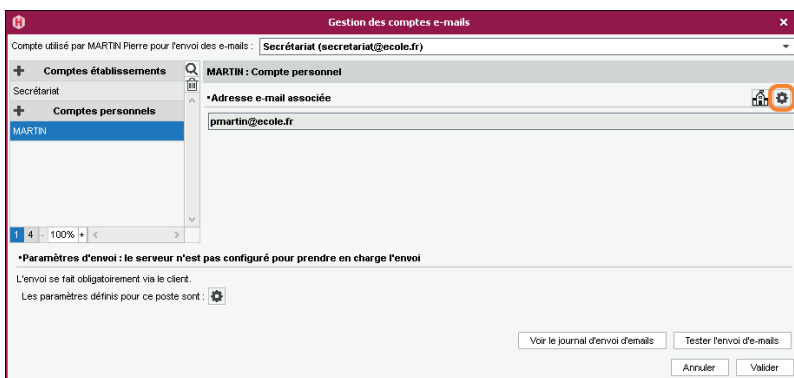 Gestion des comptes e-mails
Compte utilisé par MARTIN Pierre pour l'envoi des e-mails : Secrétariat (secretariat@ecole.fr)
Comptes établissements
MARTIN : Compte personnel
Secrétariat
Adresse e-mail associée
Comptes personnels
pmartin@ecole.fr
MARTIN
1 4 - 100% + < >
•Paramètres d'envoi : le serveur n'est pas configuré pour prendre en charge l'envoi
L'envoi se fait obligatoirement via le client.
Les paramètres définis pour ce poste sont :
Voir le journal d'envoi d'emails Tester l'envoi d'e-mails
Annuler Valider